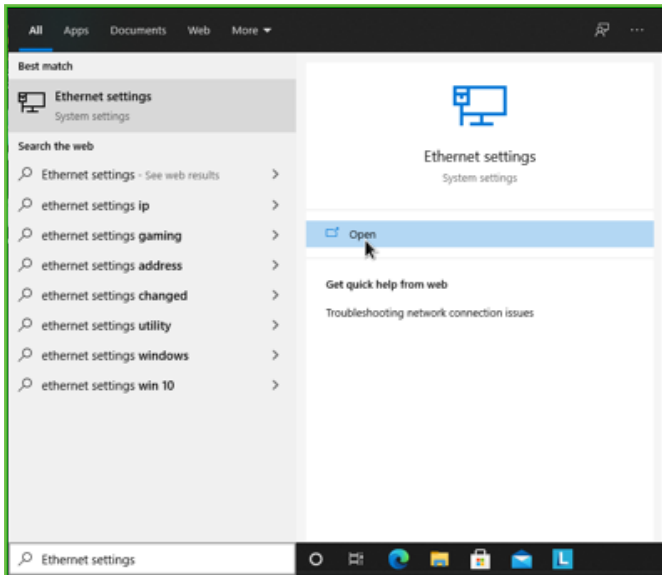 All Apps Documents Web More
Best match
Ethernet settings
System settings
Search the web
Ethernet settings - See web results
ethernet settings ip
ethernet settings gaming
ethernet settings address
ethernet settings changed
ethernet settings utility
ethernet settings windows
ethernet settings win 10
Ethernet settings
System settings
Open
Get quick help from web
Troubleshooting network connection issues
Ethernet settings
L